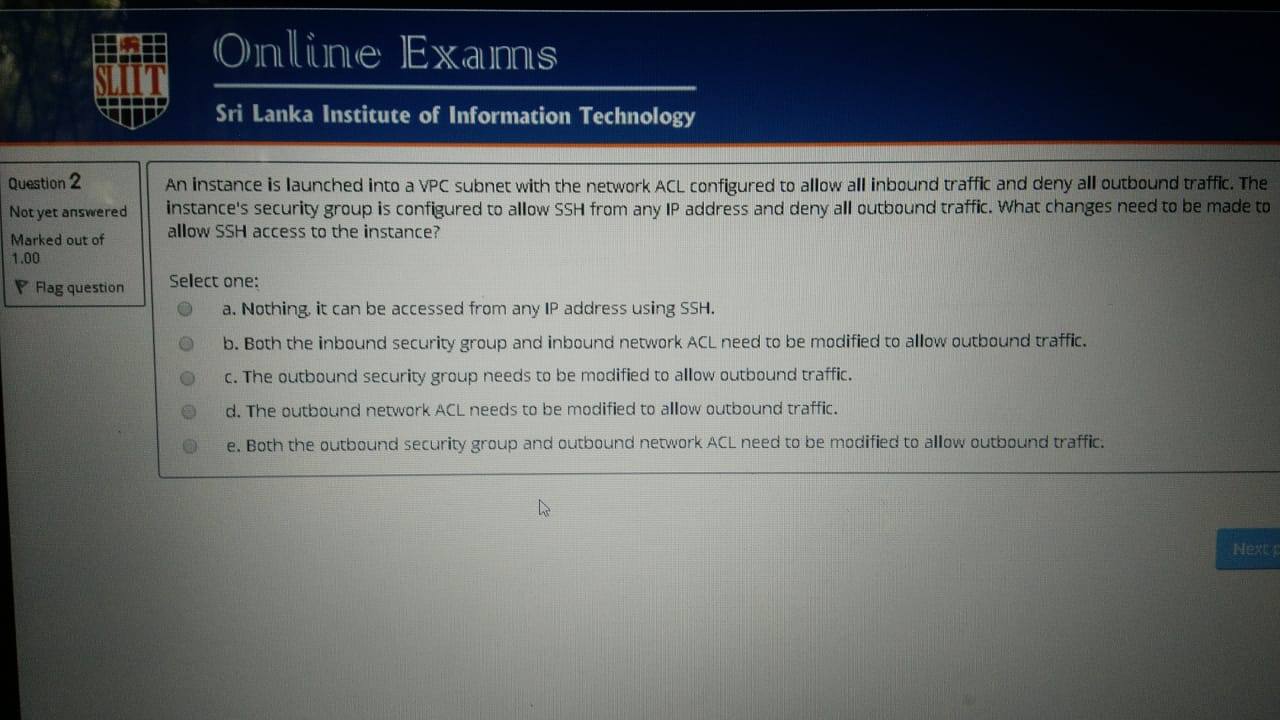 SLIIT
Online Exams
Sri Lanka Institute of Information Technology
Question 2
Not yet answered
Marked out of
1.00
Flag question
An instance is launched into a VPC subnet with the network ACL configured to allow all inbound traffic and deny all outbound traffic. The
instance's security group is configured to allow SSH from any IP address and deny all outbound traffic. What changes need to be made to
allow SSH access to the instance?
Select one:
a. Nothing, it can be accessed from any IP address using SSH.
b. Both the inbound security group and inbound network ACL need to be modified to allow outbound traffic.
c. The outbound security group needs to be modified to allow outbound traffic.
d. The outbound network ACL needs to be modified to allow outbound traffic.
e. Both the outbound security group and outbound network ACL need to be modified to allow outbound traffic.
Next